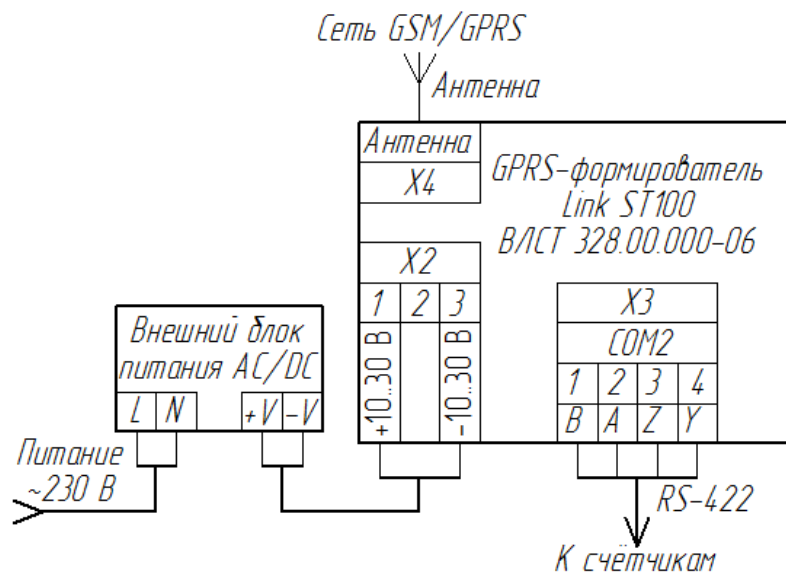 Сеть GSM/GPRS
Антенна
Антенна
X4
GPRS-формирователь
Link ST100
ВЛСТ 328.00.000-06
X2
1 2 3
+10..30 В
-10..30 В
X3
COM2
1 2 3 4
B A Z Y
Внешний блок
питания AC/DC
L N +V -V
Питание
~230 В
RS-422
К счётчикам